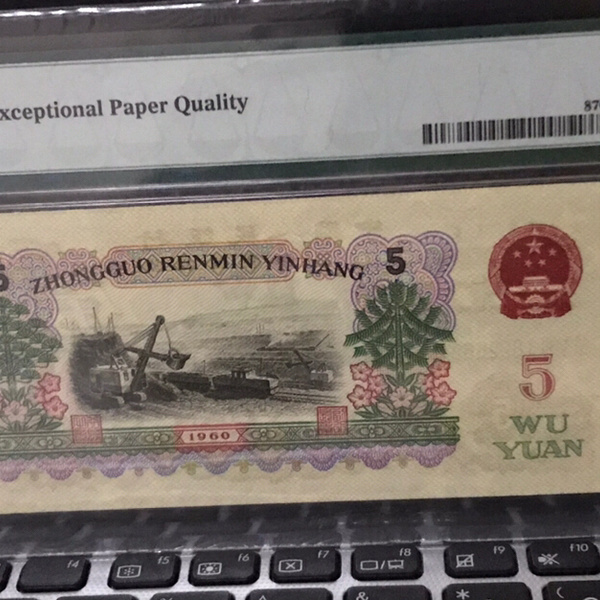 xceptional Paper Quality
87
5
ZHONGGUO RENMIN YINHANG
5
1960
5
WU
YUAN
f4
f5
f6
f7
f8
f9
f10
&
*
(